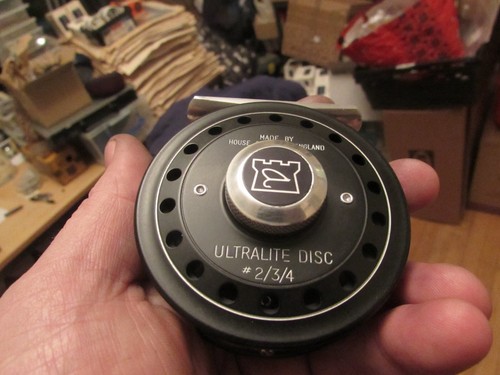 MADE BY
HOUSE ENGLAND
ULTRALITE DISC
# 2/3/4